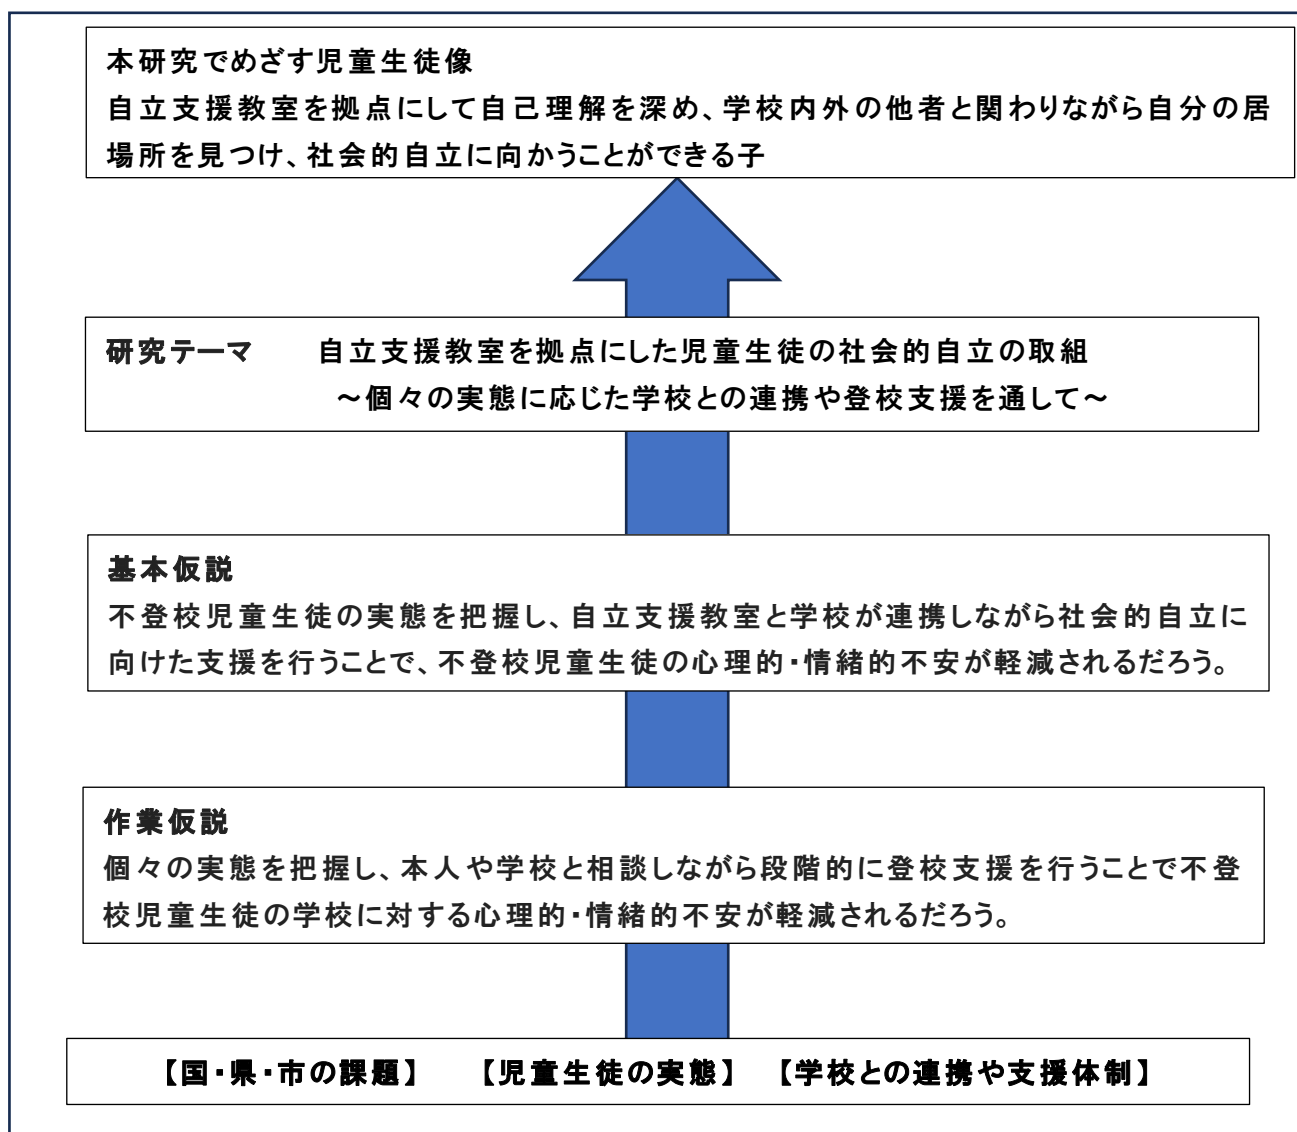 本研究でめざす児童生徒像
自立支援教室を拠点にして自己理解を深め、学校内外の他者と関わりながら自分の居
場所を見つけ、社会的自立に向かうことができる子
研究テーマ　　自立支援教室を拠点にした児童生徒の社会的自立の取組
～個々の実態に応じた学校との連携や登校支援を通して～
基本仮説
不登校児童生徒の実態を把握し、自立支援教室と学校が連携しながら社会的自立に
向けた支援を行うことで、不登校児童生徒の心理的・情緒的不安が軽減されるだろう。
作業仮説
個々の実態を把握し、本人や学校と相談しながら段階的に登校支援を行うことで不登
校児童生徒の学校に対する心理的・情緒的不安が軽減されるだろう。
【国・県・市の課題】　【児童生徒の実態】　【学校との連携や支援体制】